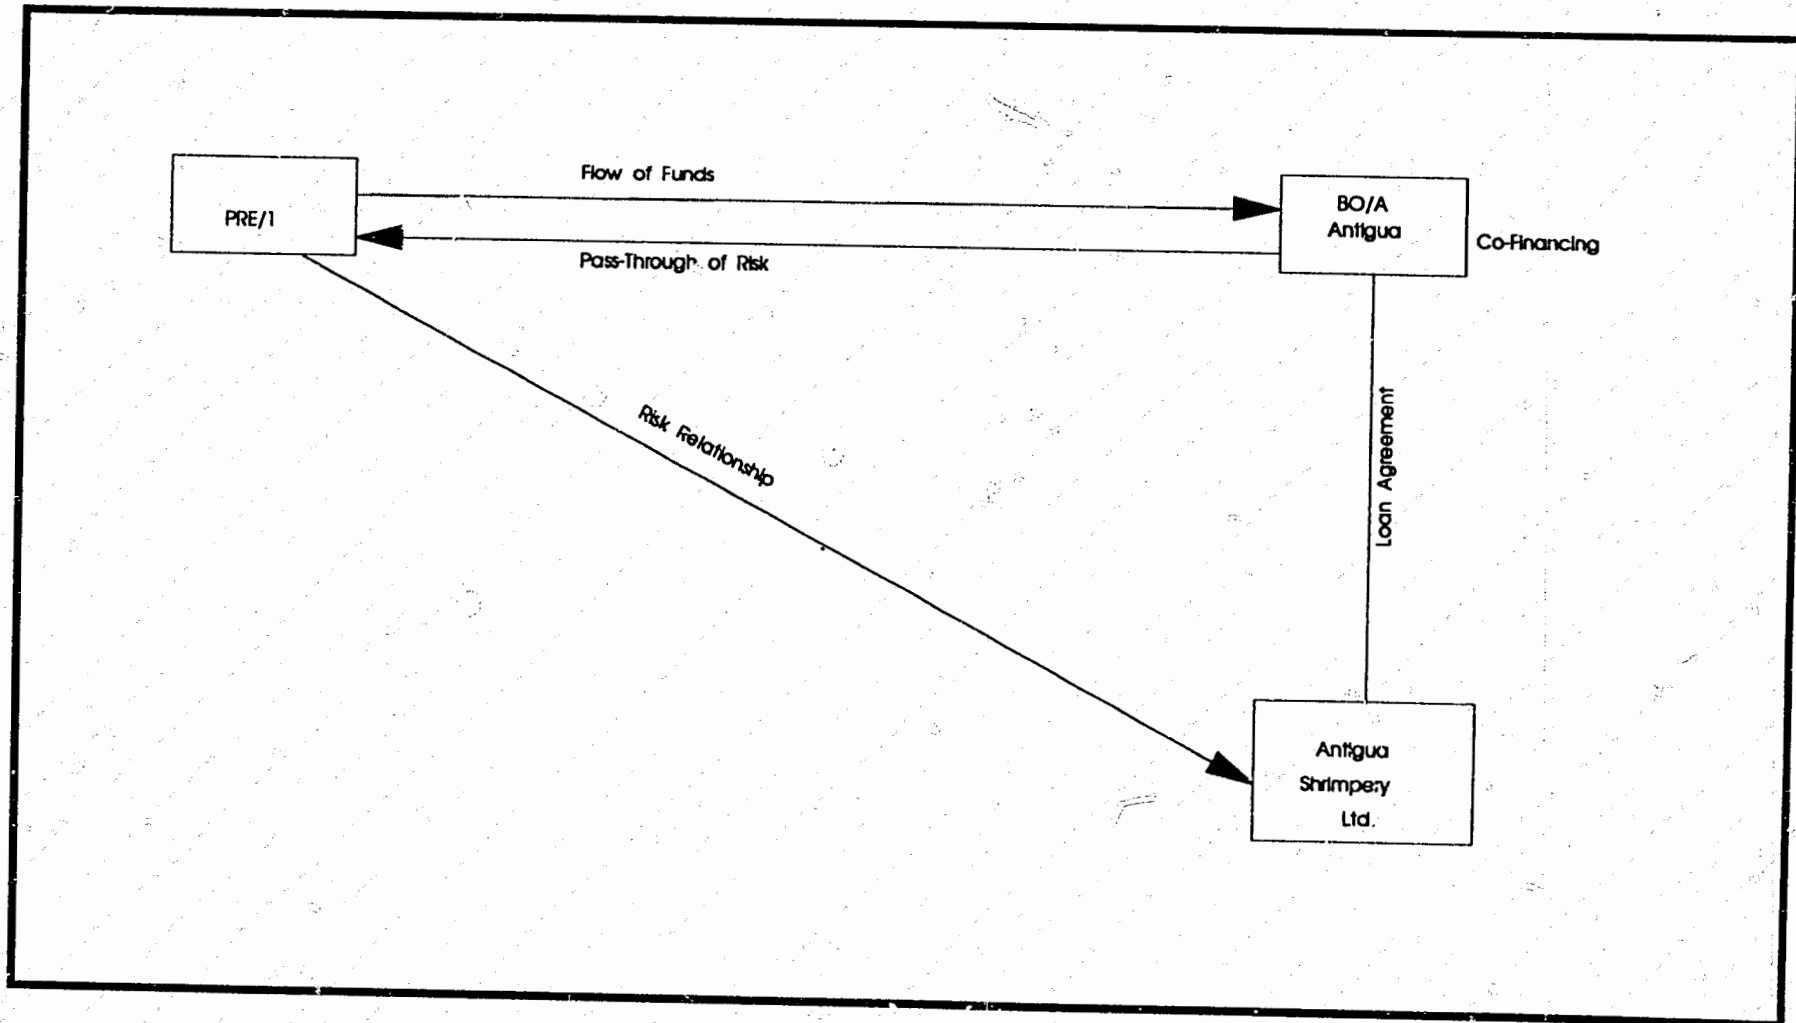 Flow of Funds
PRE/1
BO/A
Antigua
Co-Financing
Pass-Through of Risk
Risk Relationship
Loan Agreement
Antigua
Shrimpery
Ltd.